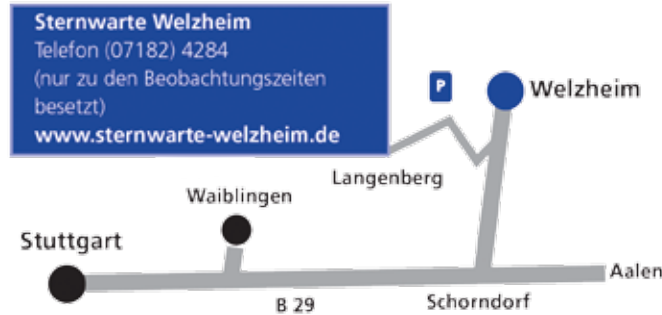 Sternwarte Welzheim
Telefon (07182) 4284
(nur zu den Beobachtungszeiten
besetzt)
www.sternwarte-welzheim.de
P
Welzheim
Langenberg
Waiblingen
Stuttgart
Aalen
B 29
Schorndorf